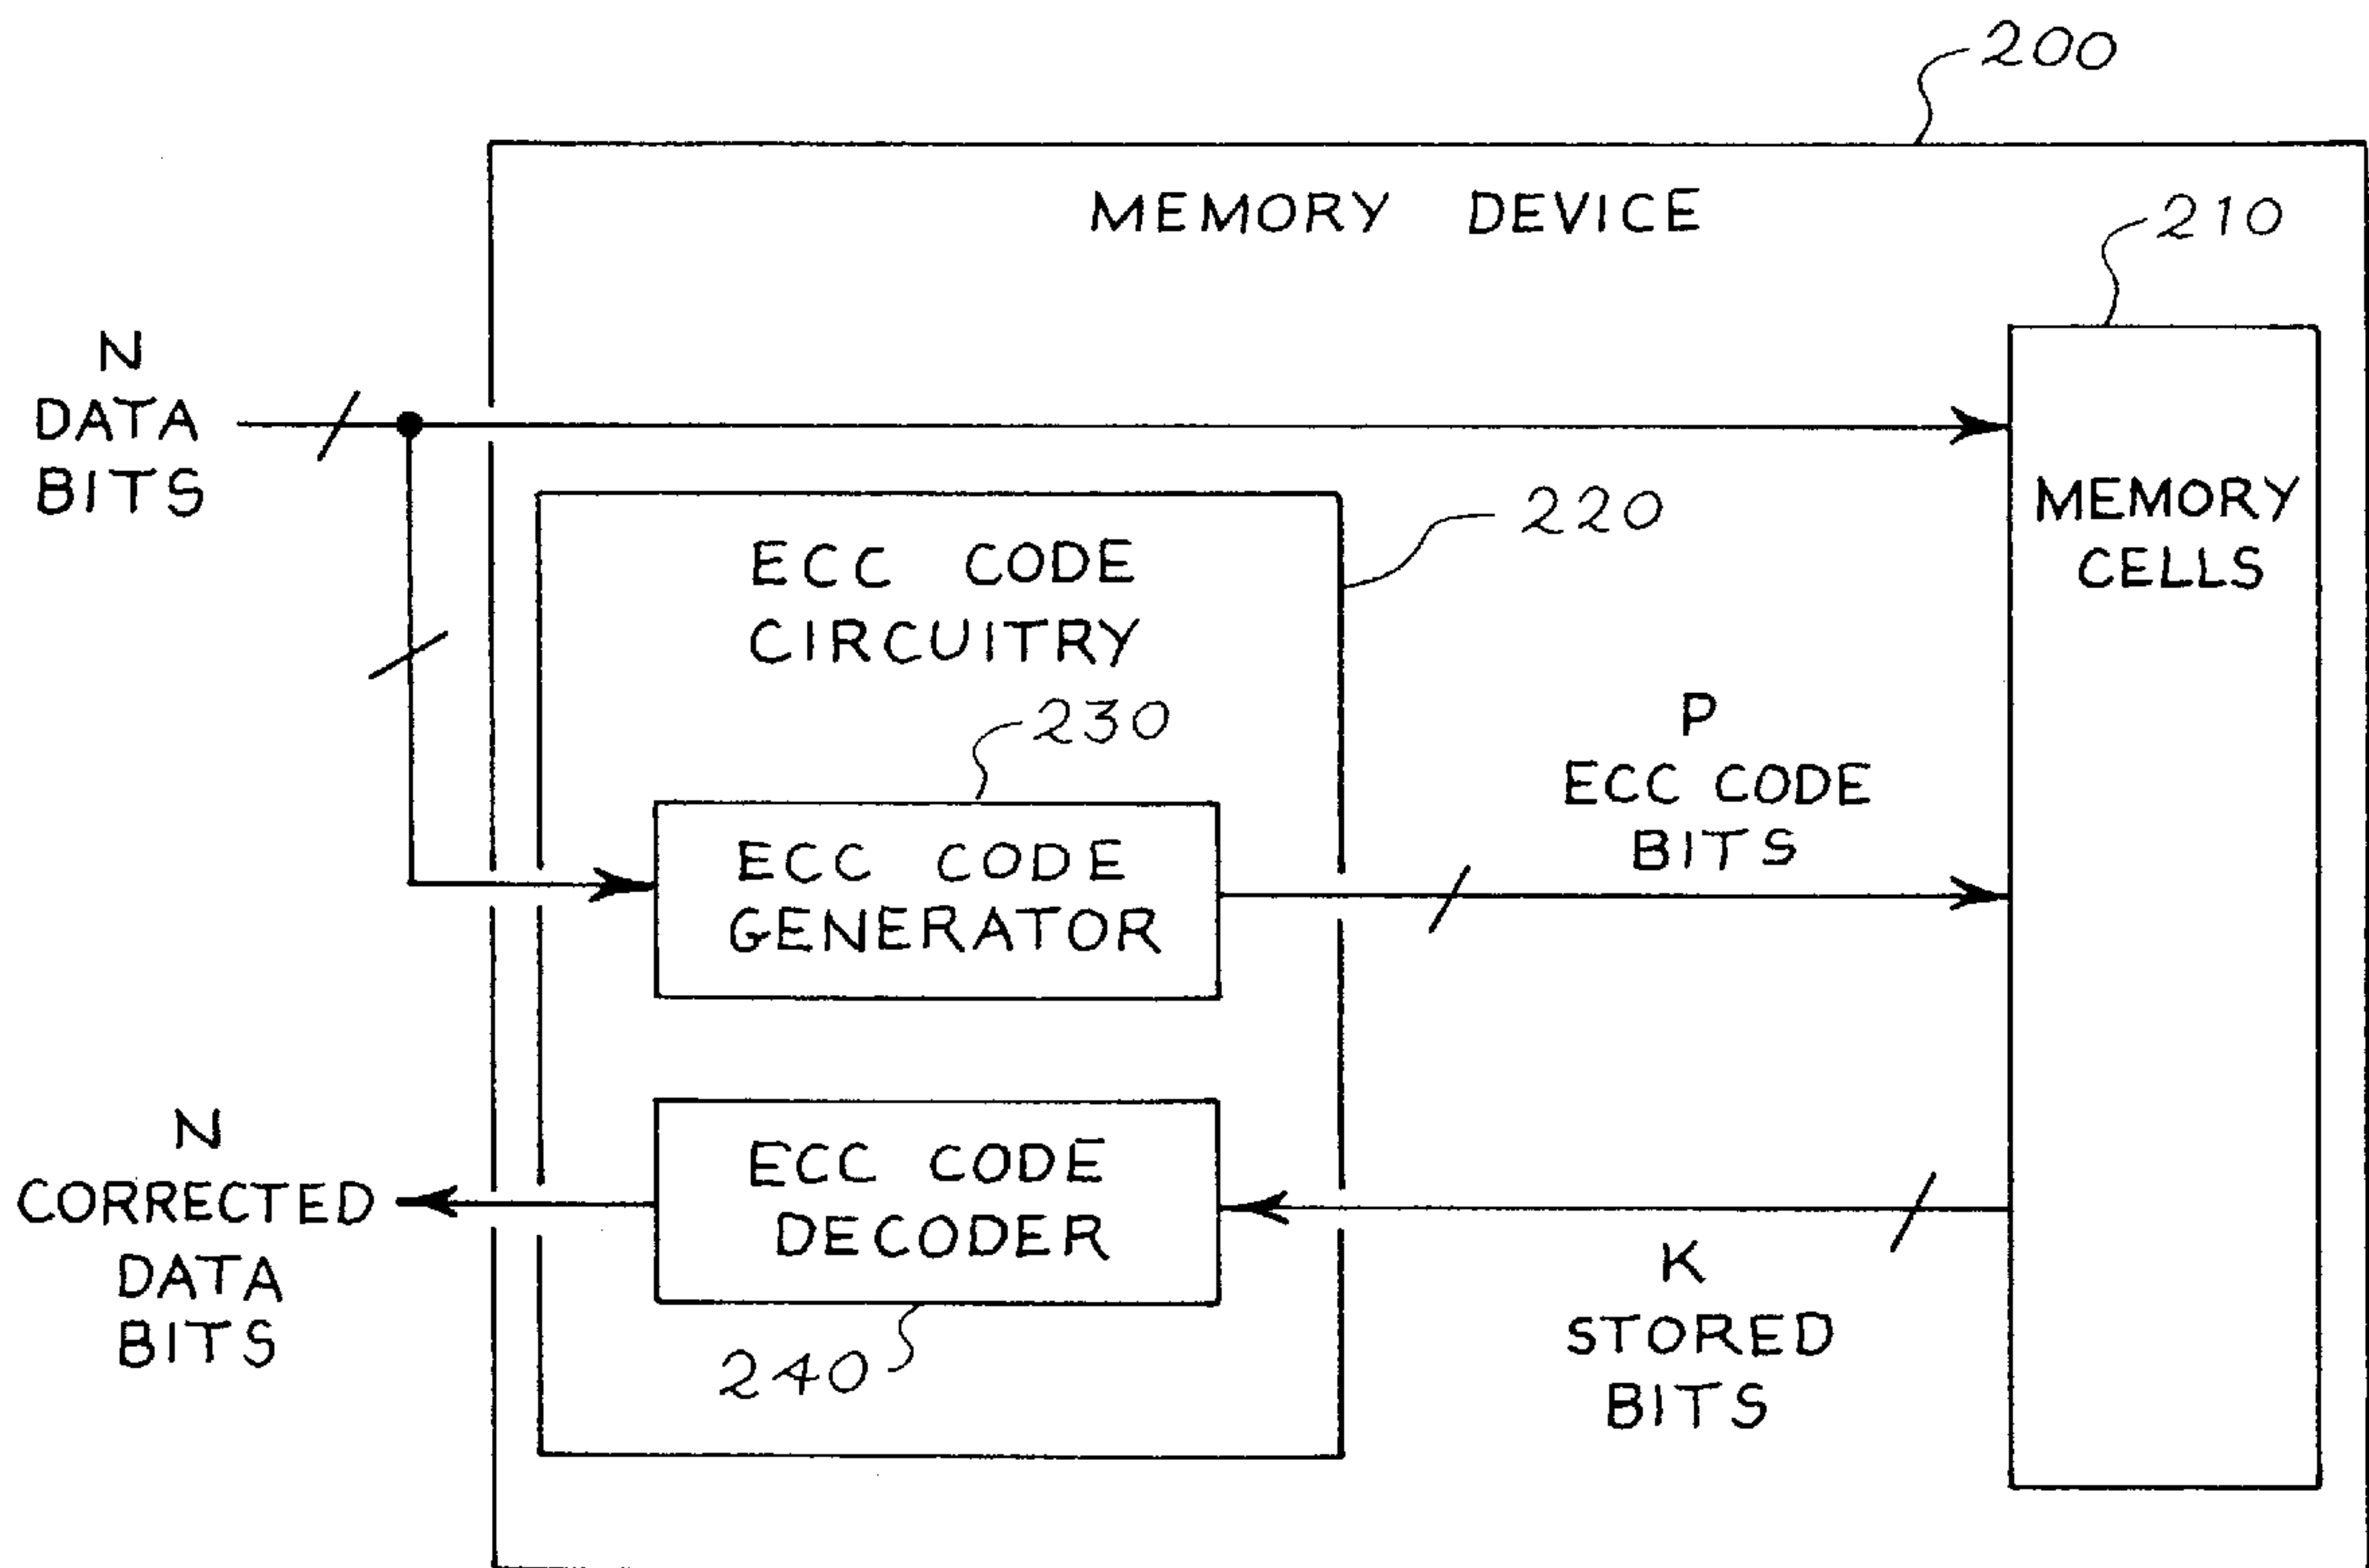 200
MEMORY DEVICE
210
N
DATA
BITS
MEMORY
CELLS
220
ECC CODE
CIRCUITRY
230
P
ECC CODE
BITS
ECC CODE
GENERATOR
N
CORRECTED
DATA
BITS
ECC CODE
DECODER
240
K
STORED
BITS